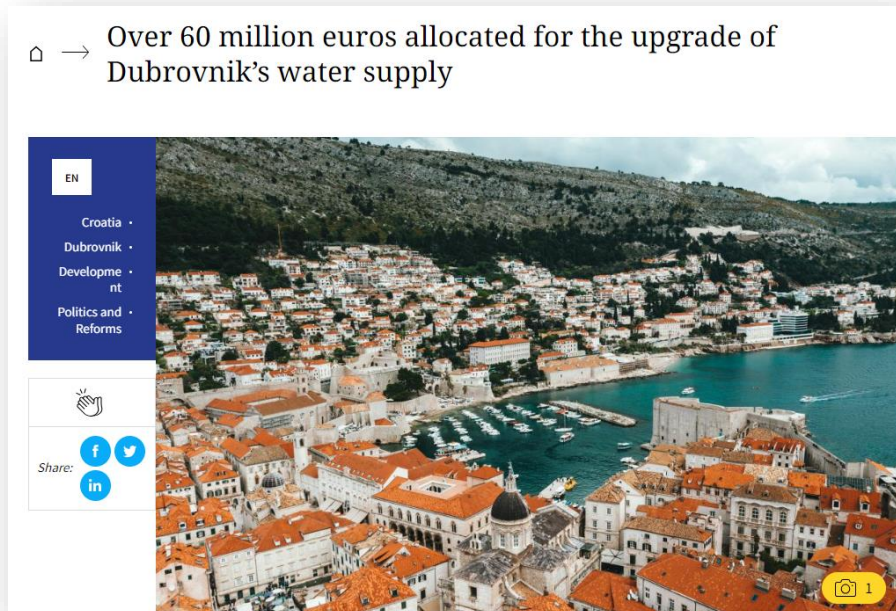 Over 60 million euros allocated for the upgrade of
Dubrovnik’s water supply
EN
Croatia
Dubrovnik
Developme
nt
Politics and
Reforms
Share:
f
in
1